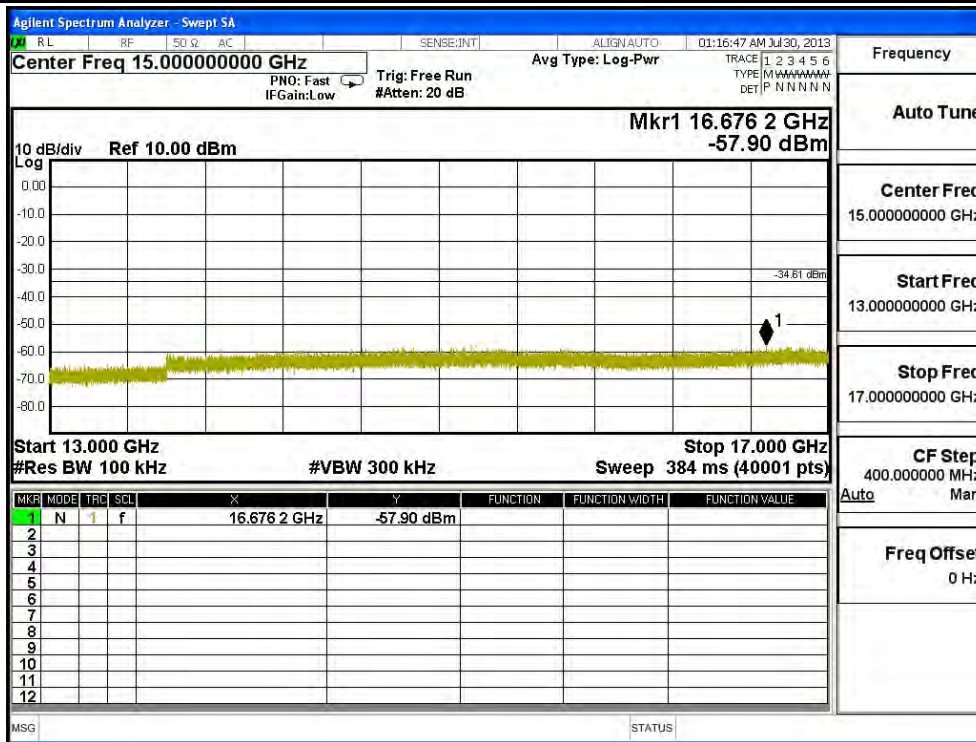 Agilent Spectrum Analyzer - Swept SA
RL RF 50 Ω AC SENSE:INT ALIGN AUTO 01:16:47 AM Jul 30, 2013
Center Freq 15.000000000 GHz
PNO: Fast
IFGain:Low
Trig: Free Run
#Atten: 20 dB
Avg Type: Log-Pwr
TRACE 1 2 3 4 5 6
TYPE M
DET P N N N N N
Mkr1 16.676 2 GHz
-57.90 dBm
10 dB/div Ref 10.00 dBm
Log
0.00
-10.0
-20.0
-30.0
-34.61 dBm
-40.0
-50.0
1
-60.0
-70.0
-80.0
Start 13.000 GHz Stop 17.000 GHz
#Res BW 100 kHz #VBW 300 kHz Sweep 384 ms (40001 pts)
MKR MODE TRC SCL X Y FUNCTION FUNCTION WIDTH FUNCTION VALUE
1 N 1 f 16.676 2 GHz -57.90 dBm
2
3
4
5
6
7
8
9
10
11
12
MSG STATUS
Frequency
Auto Tune
Center Freq
15.000000000 GHz
Start Freq
13.000000000 GHz
Stop Freq
17.000000000 GHz
CF Step
400.000000 MHz
Auto Man
Freq Offset
0 Hz